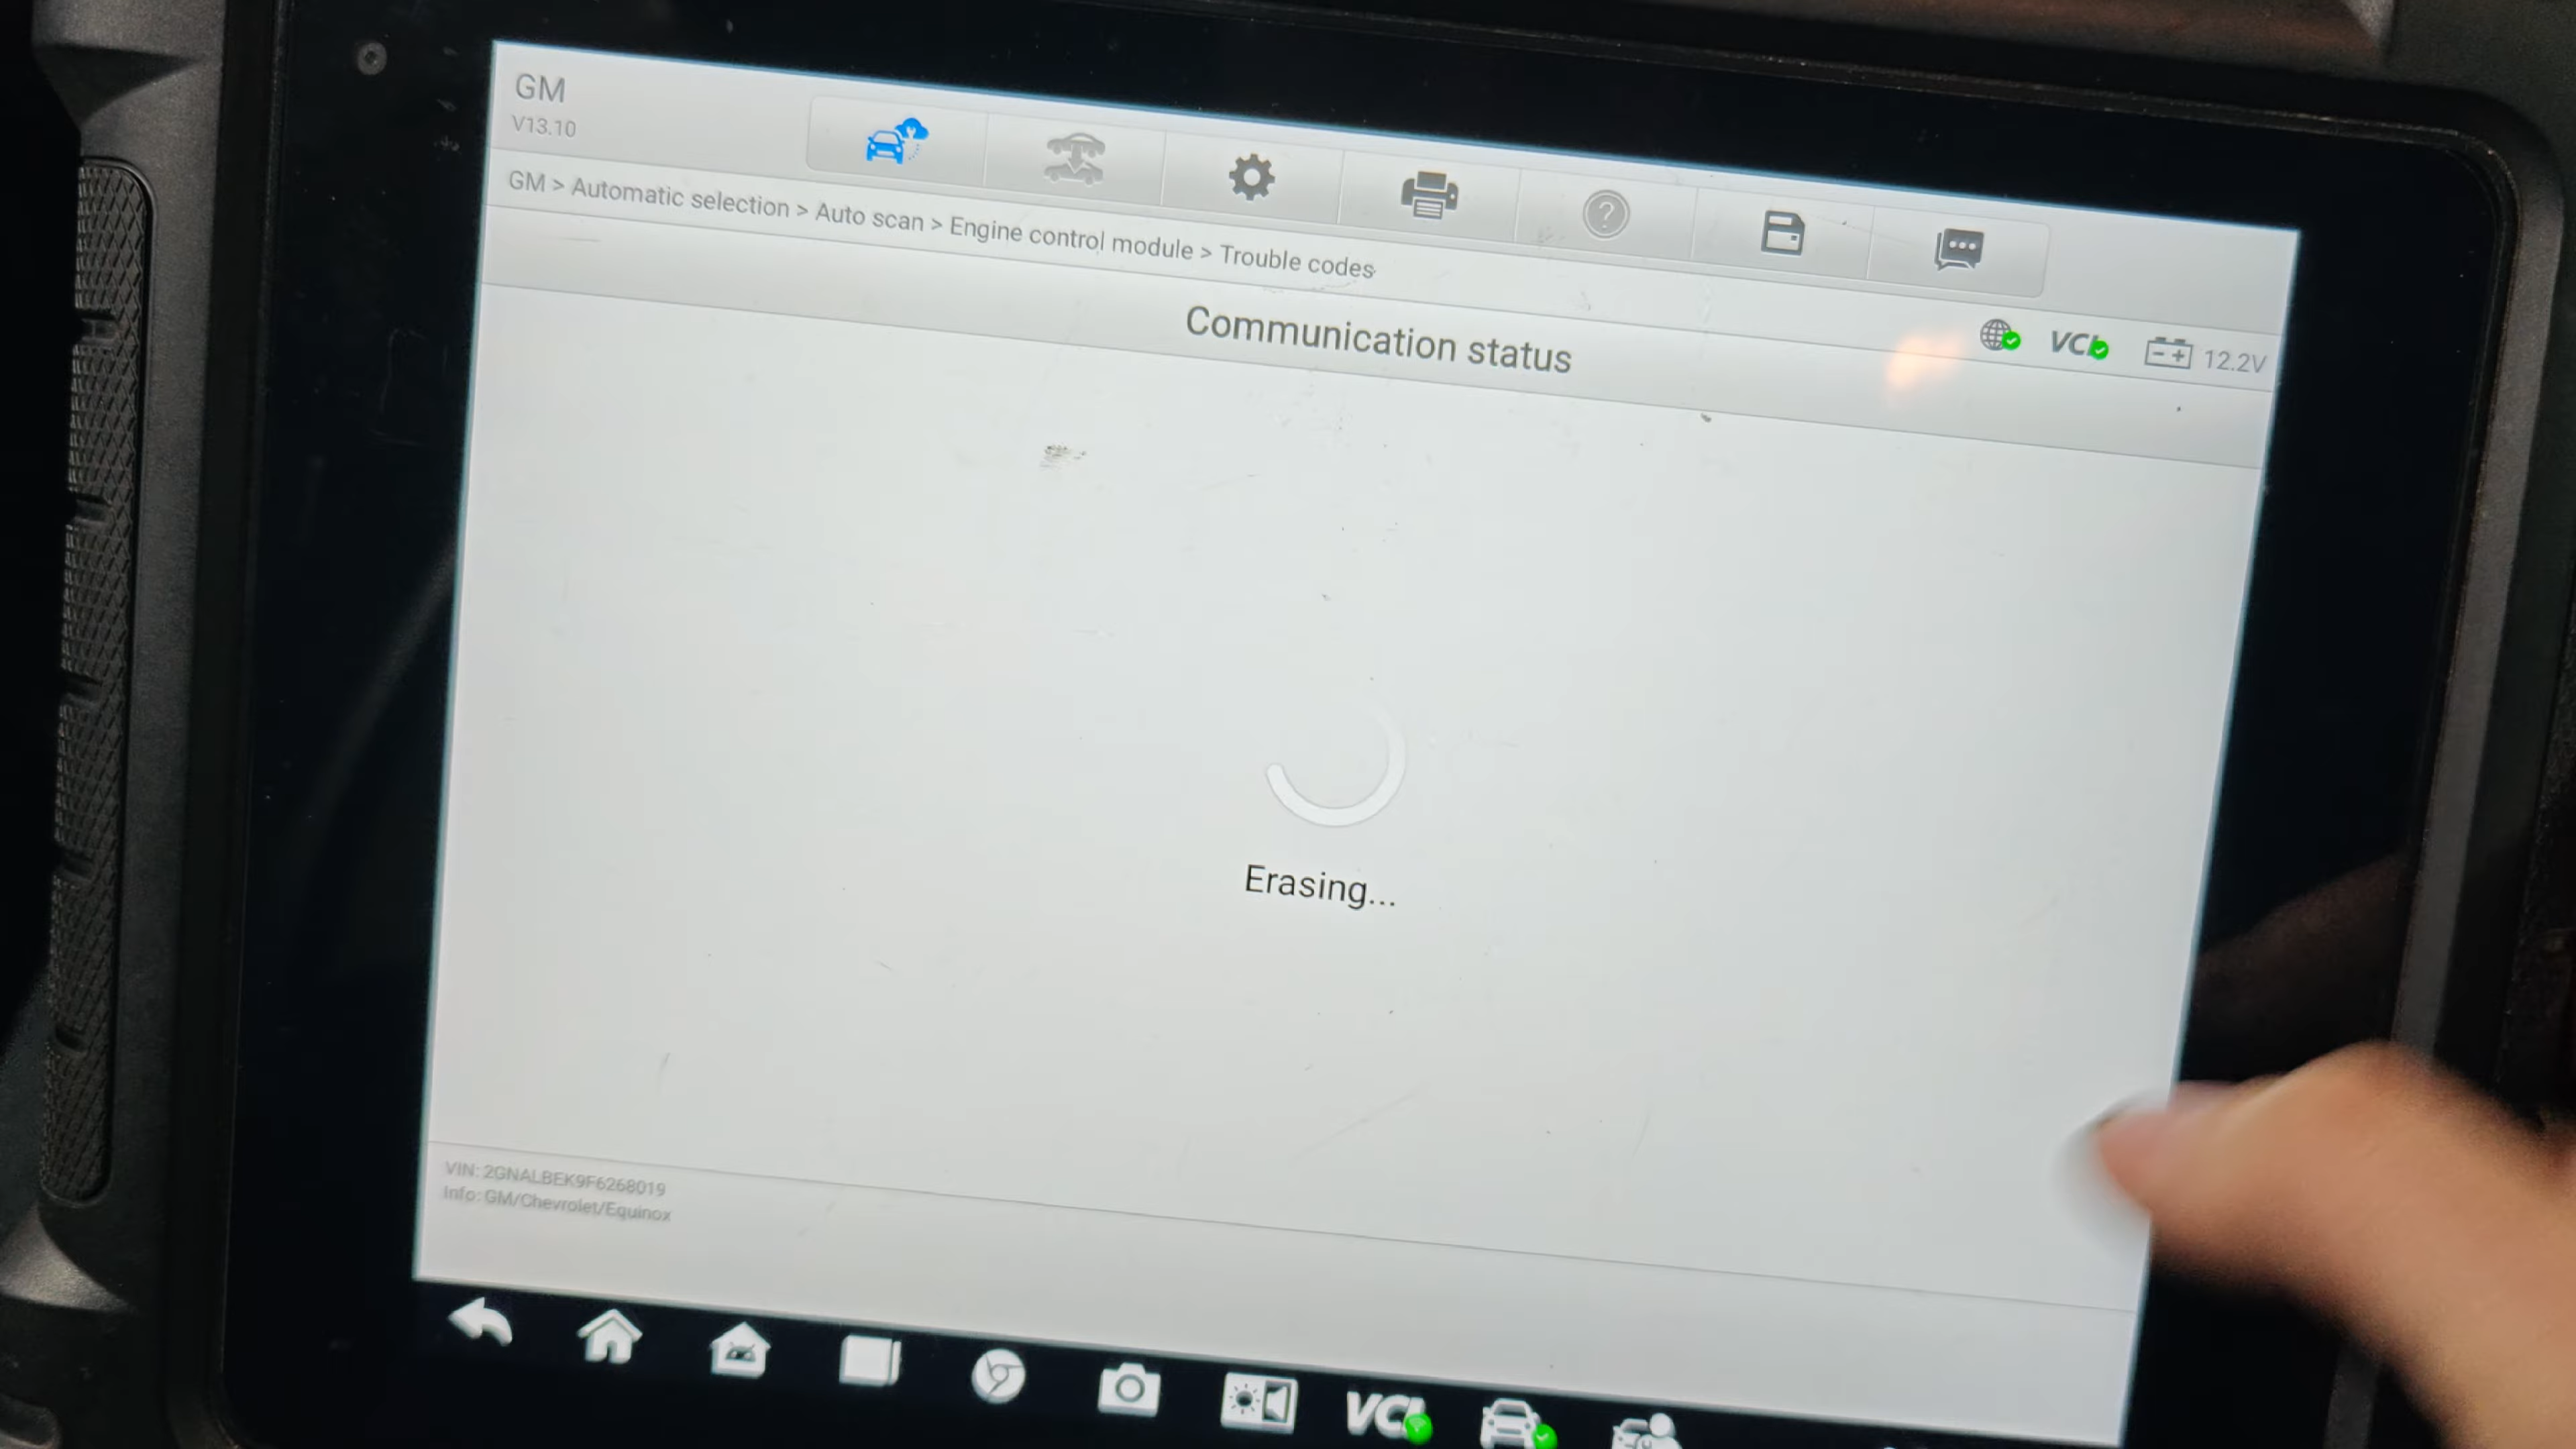 GM
V13.10
GM > Automatic selection > Auto scan > Engine control module > Trouble codes
Communication status
VCI
12.2V
Erasing...
VIN: 2GNALBEK9F6268019
Info: GM/Chevrolet/Equinox
VCI